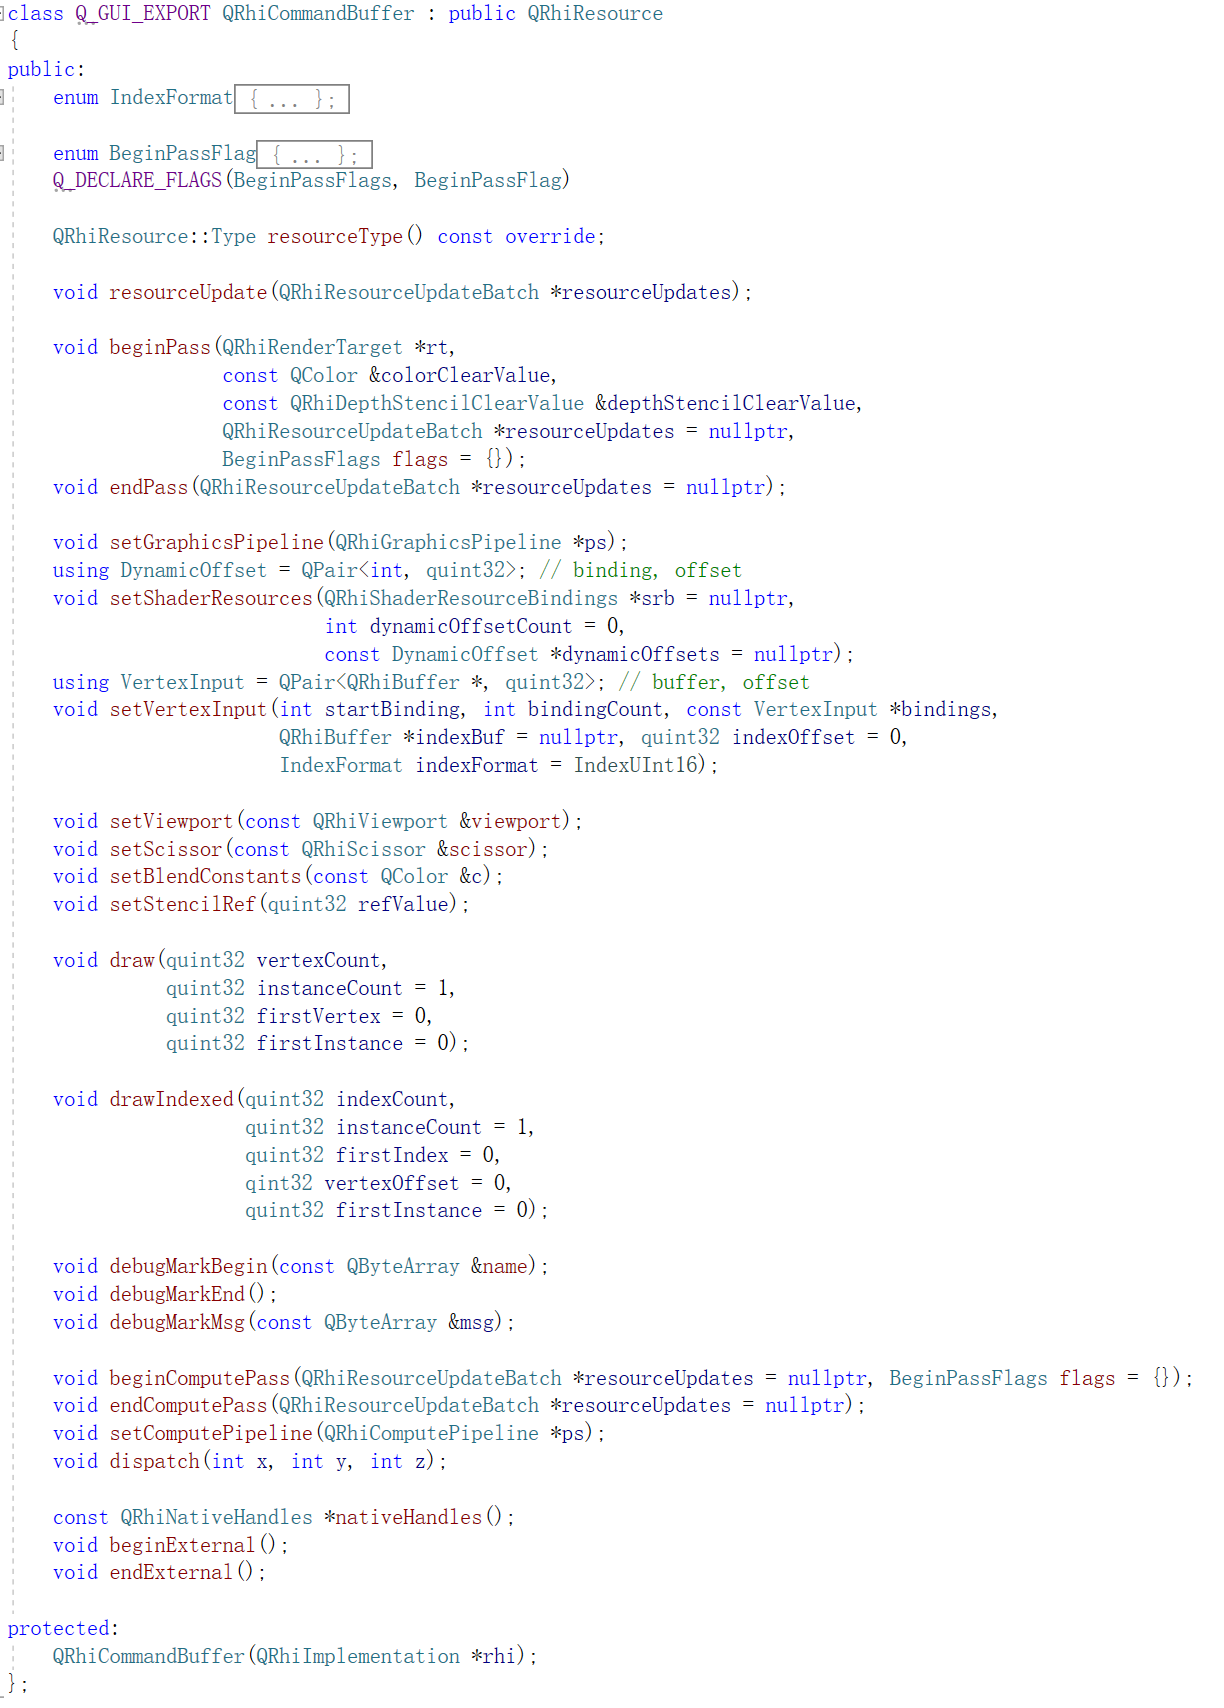 class Q_GUI_EXPORT QRhiCommandBuffer : public QRhiResource
{
public:
    enum IndexFormat { ... };

    enum BeginPassFlag { ... };
    Q_DECLARE_FLAGS(BeginPassFlags, BeginPassFlag)

    QRhiResource::Type resourceType() const override;

    void resourceUpdate(QRhiResourceUpdateBatch *resourceUpdates);

    void beginPass(QRhiRenderTarget *rt,
                   const QColor &colorClearValue,
                   const QRhiDepthStencilClearValue &depthStencilClearValue,
                   QRhiResourceUpdateBatch *resourceUpdates = nullptr,
                   BeginPassFlags flags = {});
    void endPass(QRhiResourceUpdateBatch *resourceUpdates = nullptr);

    void setGraphicsPipeline(QRhiGraphicsPipeline *ps);
    using DynamicOffset = QPair<int, quint32>; // binding, offset
    void setShaderResources(QRhiShaderResourceBindings *srb = nullptr,
                            int dynamicOffsetCount = 0,
                            const DynamicOffset *dynamicOffsets = nullptr);
    using VertexInput = QPair<QRhiBuffer *, quint32>; // buffer, offset
    void setVertexInput(int startBinding, int bindingCount, const VertexInput *bindings,
                        QRhiBuffer *indexBuf = nullptr, quint32 indexOffset = 0,
                        IndexFormat indexFormat = IndexUInt16);

    void setViewport(const QRhiViewport &viewport);
    void setScissor(const QRhiScissor &scissor);
    void setBlendConstants(const QColor &c);
    void setStencilRef(quint32 refValue);

    void draw(quint32 vertexCount,
              quint32 instanceCount = 1,
              quint32 firstVertex = 0,
              quint32 firstInstance = 0);

    void drawIndexed(quint32 indexCount,
                     quint32 instanceCount = 1,
                     quint32 firstIndex = 0,
                     qint32 vertexOffset = 0,
                     quint32 firstInstance = 0);

    void debugMarkBegin(const QByteArray &name);
    void debugMarkEnd();
    void debugMarkMsg(const QByteArray &msg);

    void beginComputePass(QRhiResourceUpdateBatch *resourceUpdates = nullptr, BeginPassFlags flags = {});
    void endComputePass(QRhiResourceUpdateBatch *resourceUpdates = nullptr);
    void setComputePipeline(QRhiComputePipeline *ps);
    void dispatch(int x, int y, int z);

    const QRhiNativeHandles *nativeHandles();
    void beginExternal();
    void endExternal();

protected:
    QRhiCommandBuffer(QRhiImplementation *rhi);
};